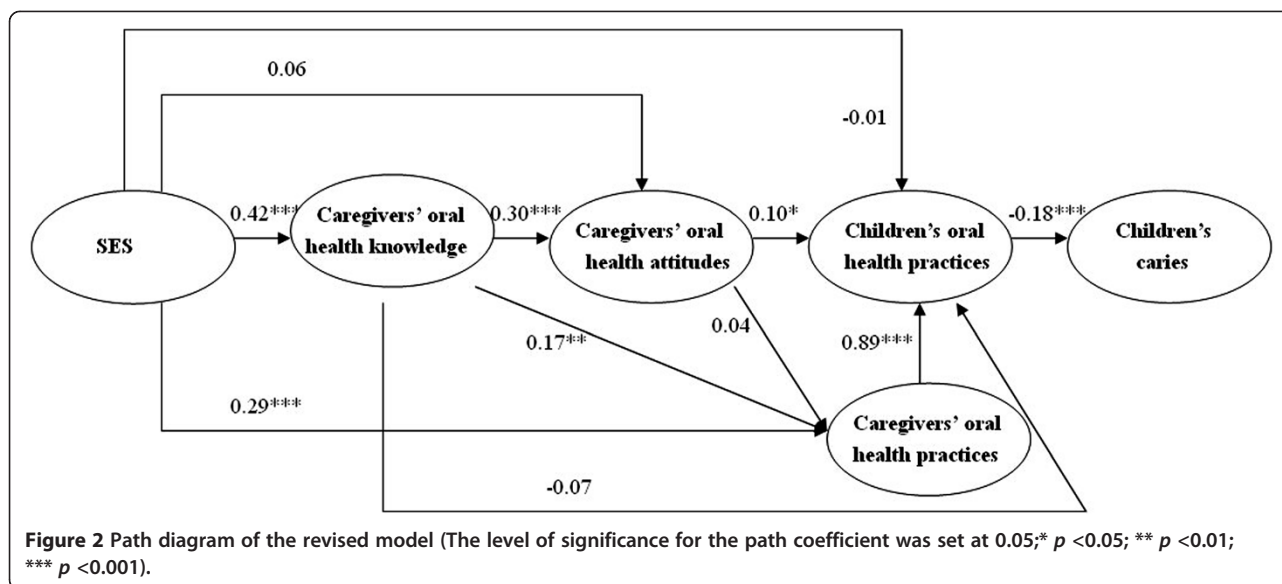 0.06
-0.01
0.42***
0.30***
0.10*
-0.18***
SES
Caregivers' oral
health knowledge
Caregivers' oral
health attitudes
Children's oral
health practices
Children's
caries
0.17**
0.04
0.89***
0.29***
Caregivers' oral
health practices
-0.07
Figure 2 Path diagram of the revised model (The level of significance for the path coefficient was set at 0.05;* p <0.05; ** p <0.01;
*** p <0.001).